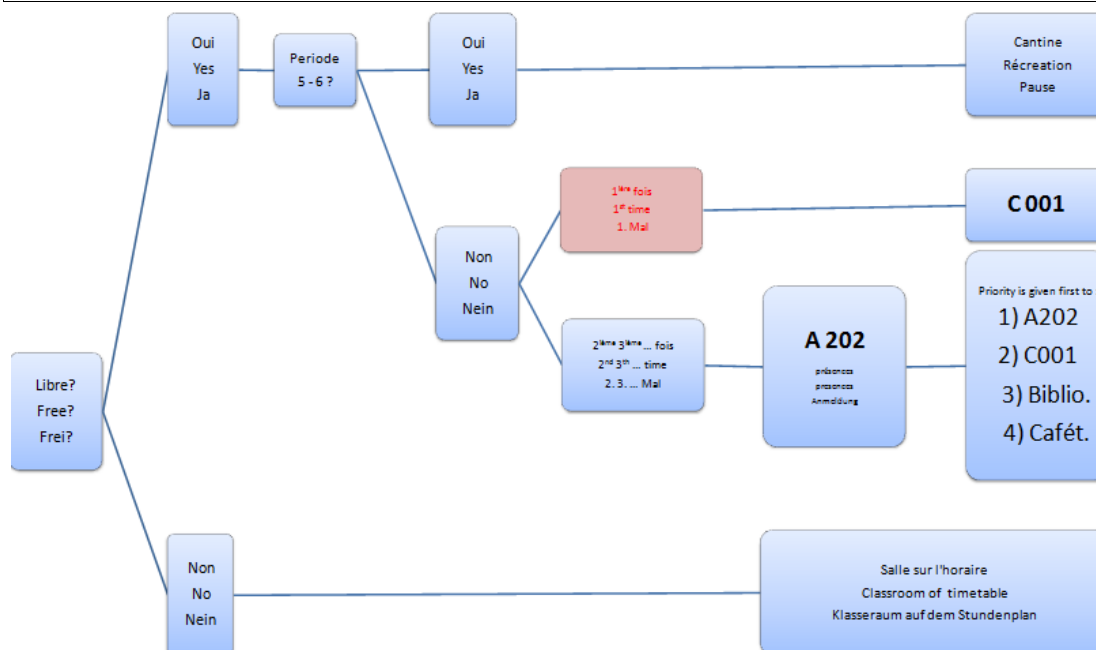 Oui
Yes
Ja
Periode
5 - 6 ?
Oui
Yes
Ja
Cantine
Récreation
Pause
1ière fois
1st time
1. Mal
C 001
Non
No
Nein
2ième 3ième ... fois
2nd 3th ... time
2. 3. ... Mal
A 202
présences
presences
Anmeldung
Priority is given first to
1) A202
2) C001
3) Biblio.
4) Cafét.
Libre?
Free?
Frei?
Non
No
Nein
Salle sur l'horaire
Classroom of timetable
Klasseraum auf dem Stundenplan